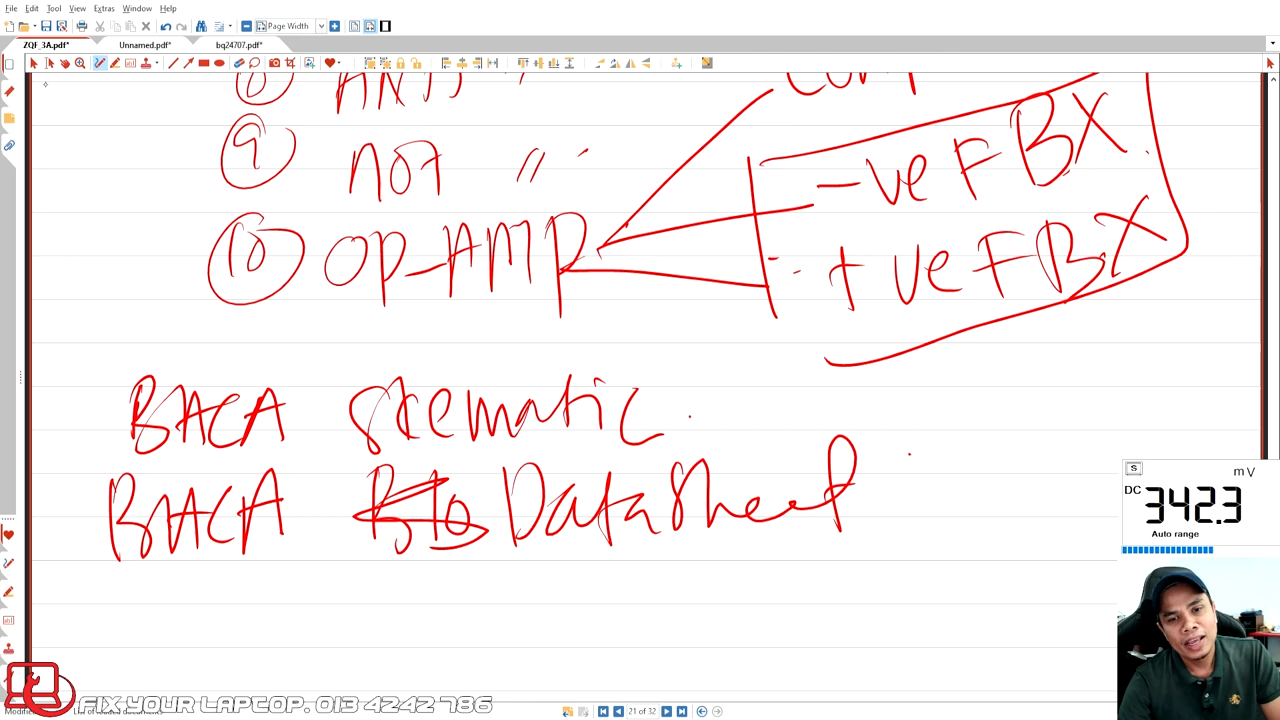 File Edit Tool View Extras Window Help
Page Width
ZQF_3A.pdf* Unnamed.pdf* bq24707.pdf*
9 NOT "
-ve FBX
10 OP-AMP
+ve FBX
BACA skematic
BACA Datasheet
S mV
DC 342.3
Auto range
FIX YOUR LAPTOP. 013 4242 786
21 of 32